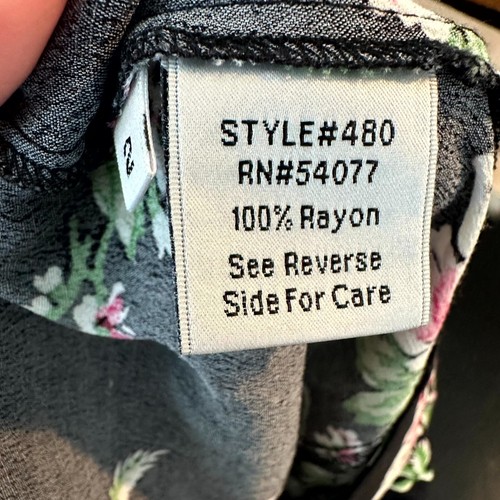 STYLE#480
RN#54077
100% Rayon
See Reverse
Side For Care